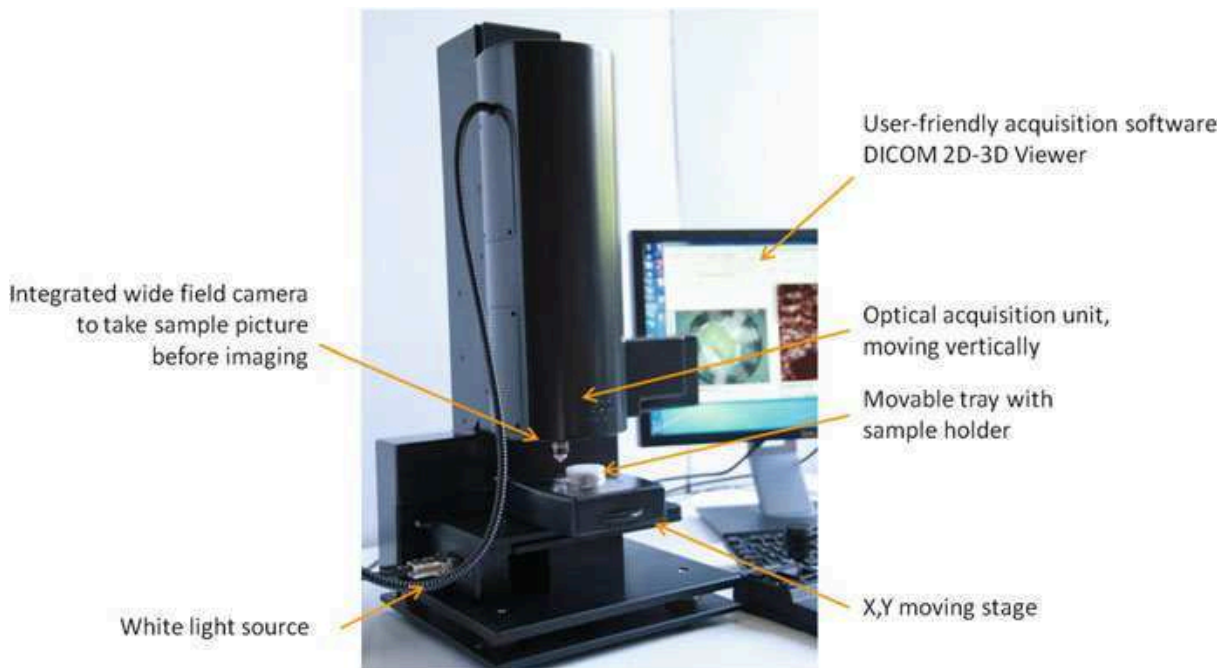 User-friendly acquisition software
DICOM 2D-3D Viewer
Integrated wide field camera
to take sample picture
before imaging
Optical acquisition unit,
moving vertically
Movable tray with
sample holder
White light source
X,Y moving stage